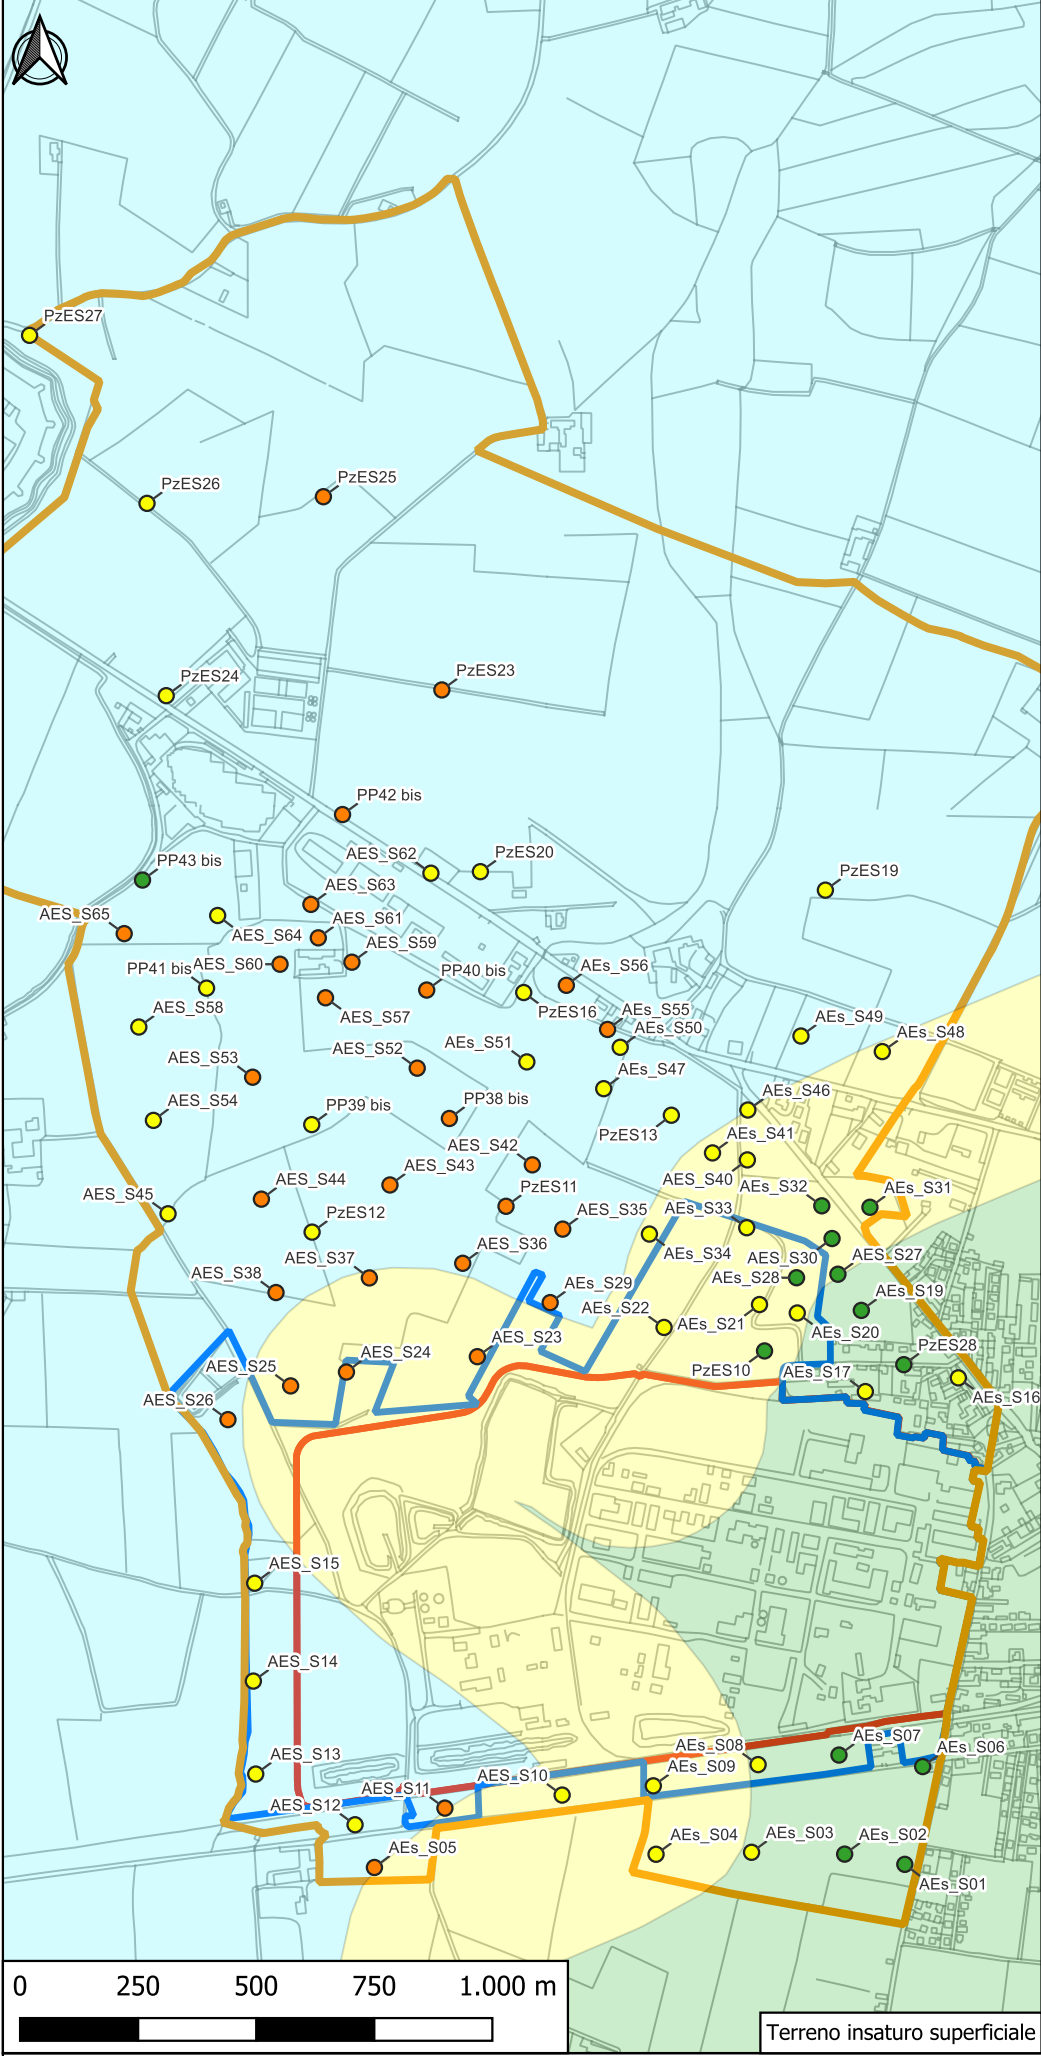 PzES27
PzES26
PzES25
PzES24
PzES23
PP42 bis
PP43 bis
AES_S62
PzES20
PzES19
AES_S63
AES_S65
AES_S64
AES_S61
AES_S59
PP41 bis
AES_S60
PP40 bis
AEs_S56
AES_S58
AES_S57
PzES16
AEs_S55
AEs_S50
AEs_S49
AEs_S48
AES_S53
AES_S52
AEs_S51
AEs_S47
AES_S54
PP39 bis
PP38 bis
PzES13
AEs_S46
AEs_S41
AES_S42
AES_S43
AES_S44
AES_S40
AES_S45
PzES12
PzES11
AEs_S32
AEs_S31
AES_S35
AEs_S33
AEs_S34
AES_S36
AES_S37
AES_S38
AES_S30
AEs_S27
AEs_S28
AEs_S29
AEs_S22
AEs_S21
AEs_S19
AEs_S20
AES_S23
AES_S24
AES_S25
AES_S26
PzES10
PzES28
AEs_S17
AEs_S16
AES_S15
AES_S14
AES_S13
AES_S12
AES_S11
AEs_S10
AEs_S09
AEs_S08
AEs_S07
AEs_S06
AEs_S05
AEs_S04
AEs_S03
AEs_S02
AEs_S01
0 250 500 750 1.000 m
Terreno insaturo superficiale